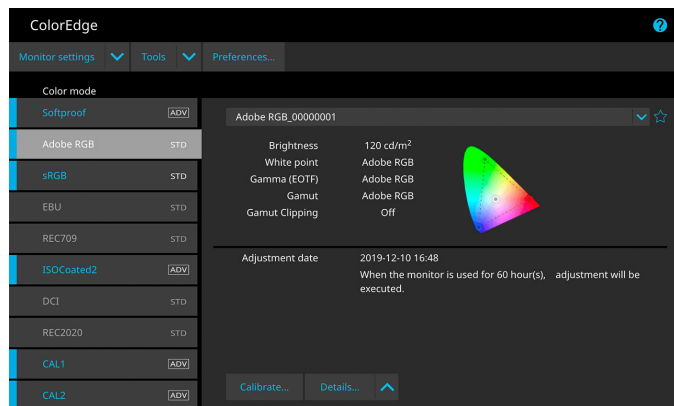 ColorEdge
?
Monitor settings Tools Preferences...
Color mode
Softproof ADV
Adobe RGB STD
sRGB STD
EBU STD
REC709 STD
ISOCoated2 ADV
DCI STD
REC2020 STD
CAL1 ADV
CAL2 ADV
Adobe RGB_00000001
Brightness 120 cd/m²
White point Adobe RGB
Gamma (EOTF) Adobe RGB
Gamut Adobe RGB
Gamut Clipping Off
Adjustment date 2019-12-10 16:48
When the monitor is used for 60 hour(s), adjustment will be
executed.
Calibrate... Details...